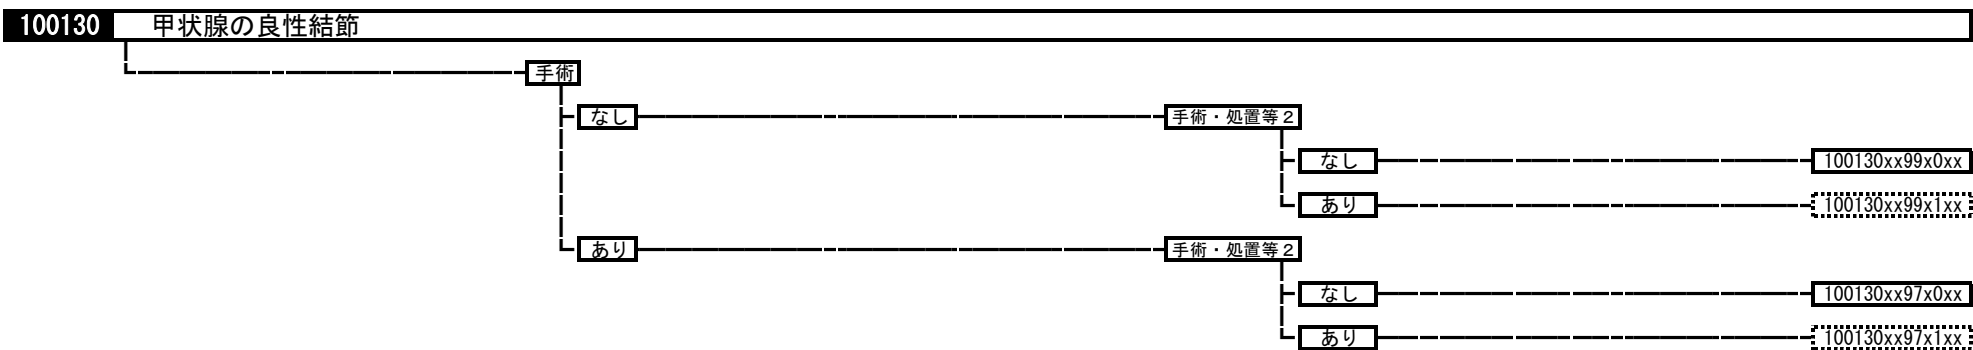 100130 甲状腺の良性結節
手術
なし 手術・処置等２
なし 100130xx99x0xx
あり 100130xx99x1xx
あり 手術・処置等２
なし 100130xx97x0xx
あり 100130xx97x1xx